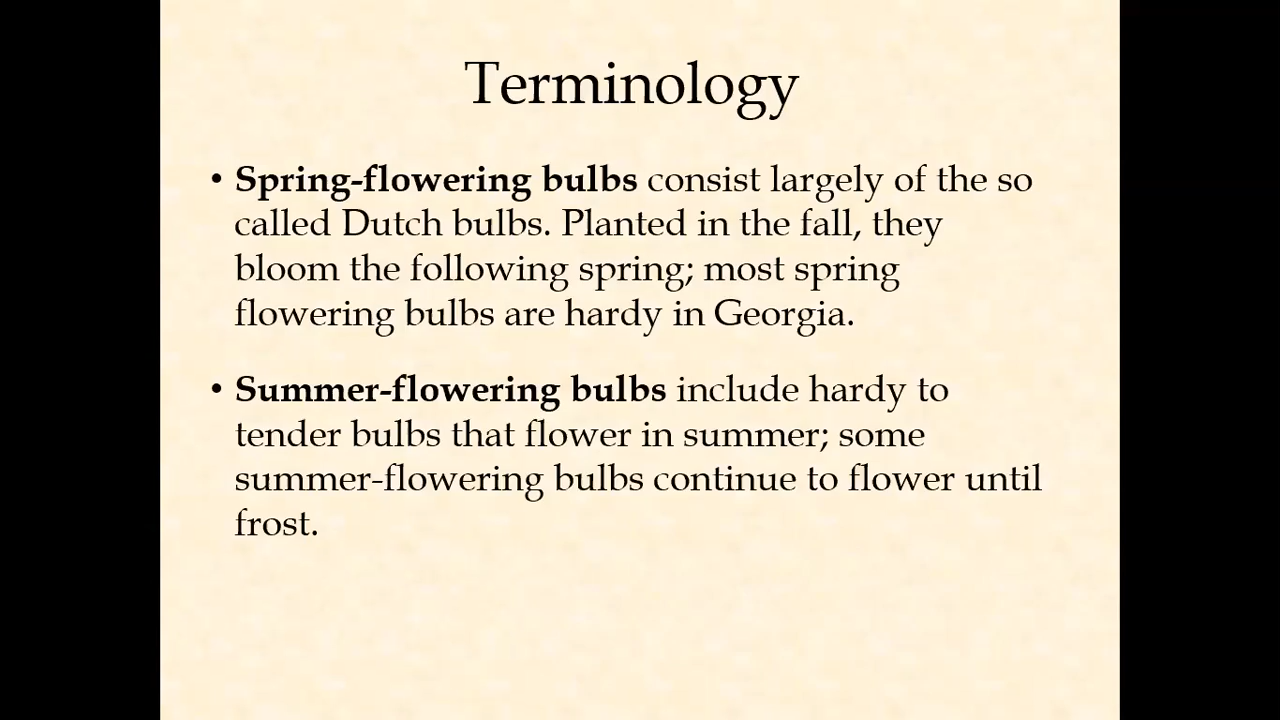 Terminology
• Spring-flowering bulbs consist largely of the so
called Dutch bulbs. Planted in the fall, they
bloom the following spring; most spring
flowering bulbs are hardy in Georgia.
• Summer-flowering bulbs include hardy to
tender bulbs that flower in summer; some
summer-flowering bulbs continue to flower until
frost.